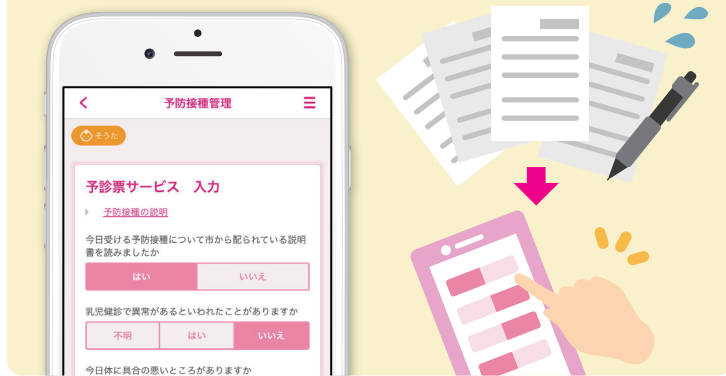 予防接種管理
そうた
予診票サービス 入力
予防接種の説明
今日受ける予防接種について市から配られている説明
書を読みましたか
はい いいえ
乳児健診で異常があるといわれたことがありますか
不明 はい いいえ
今日体に具合の悪いところがありますか